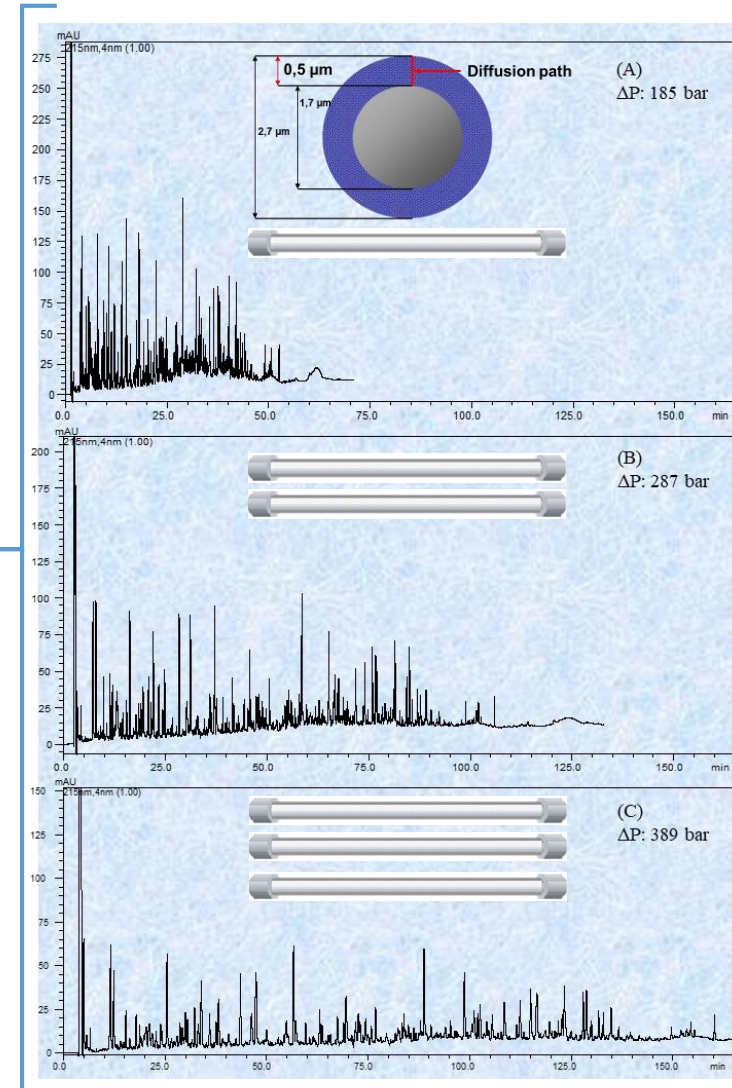 mAU
215nm,4nm (1.00)
275
250
225
200
175
150
125
100
75
50
25
0
0,5 µm
Diffusion path
1,7 µm
2,7 µm
(A)
ΔP: 185 bar
0.0 25.0 50.0 75.0 100.0 125.0 150.0 min
mAU
215nm,4nm (1.00)
200
175
150
125
100
75
50
25
0
(B)
ΔP: 287 bar
0.0 25.0 50.0 75.0 100.0 125.0 150.0 min
mAU
215nm,4nm (1.00)
150
125
100
50
25
0
(C)
ΔP: 389 bar
0.0 25.0 50.0 75.0 100.0 125.0 150.0 min